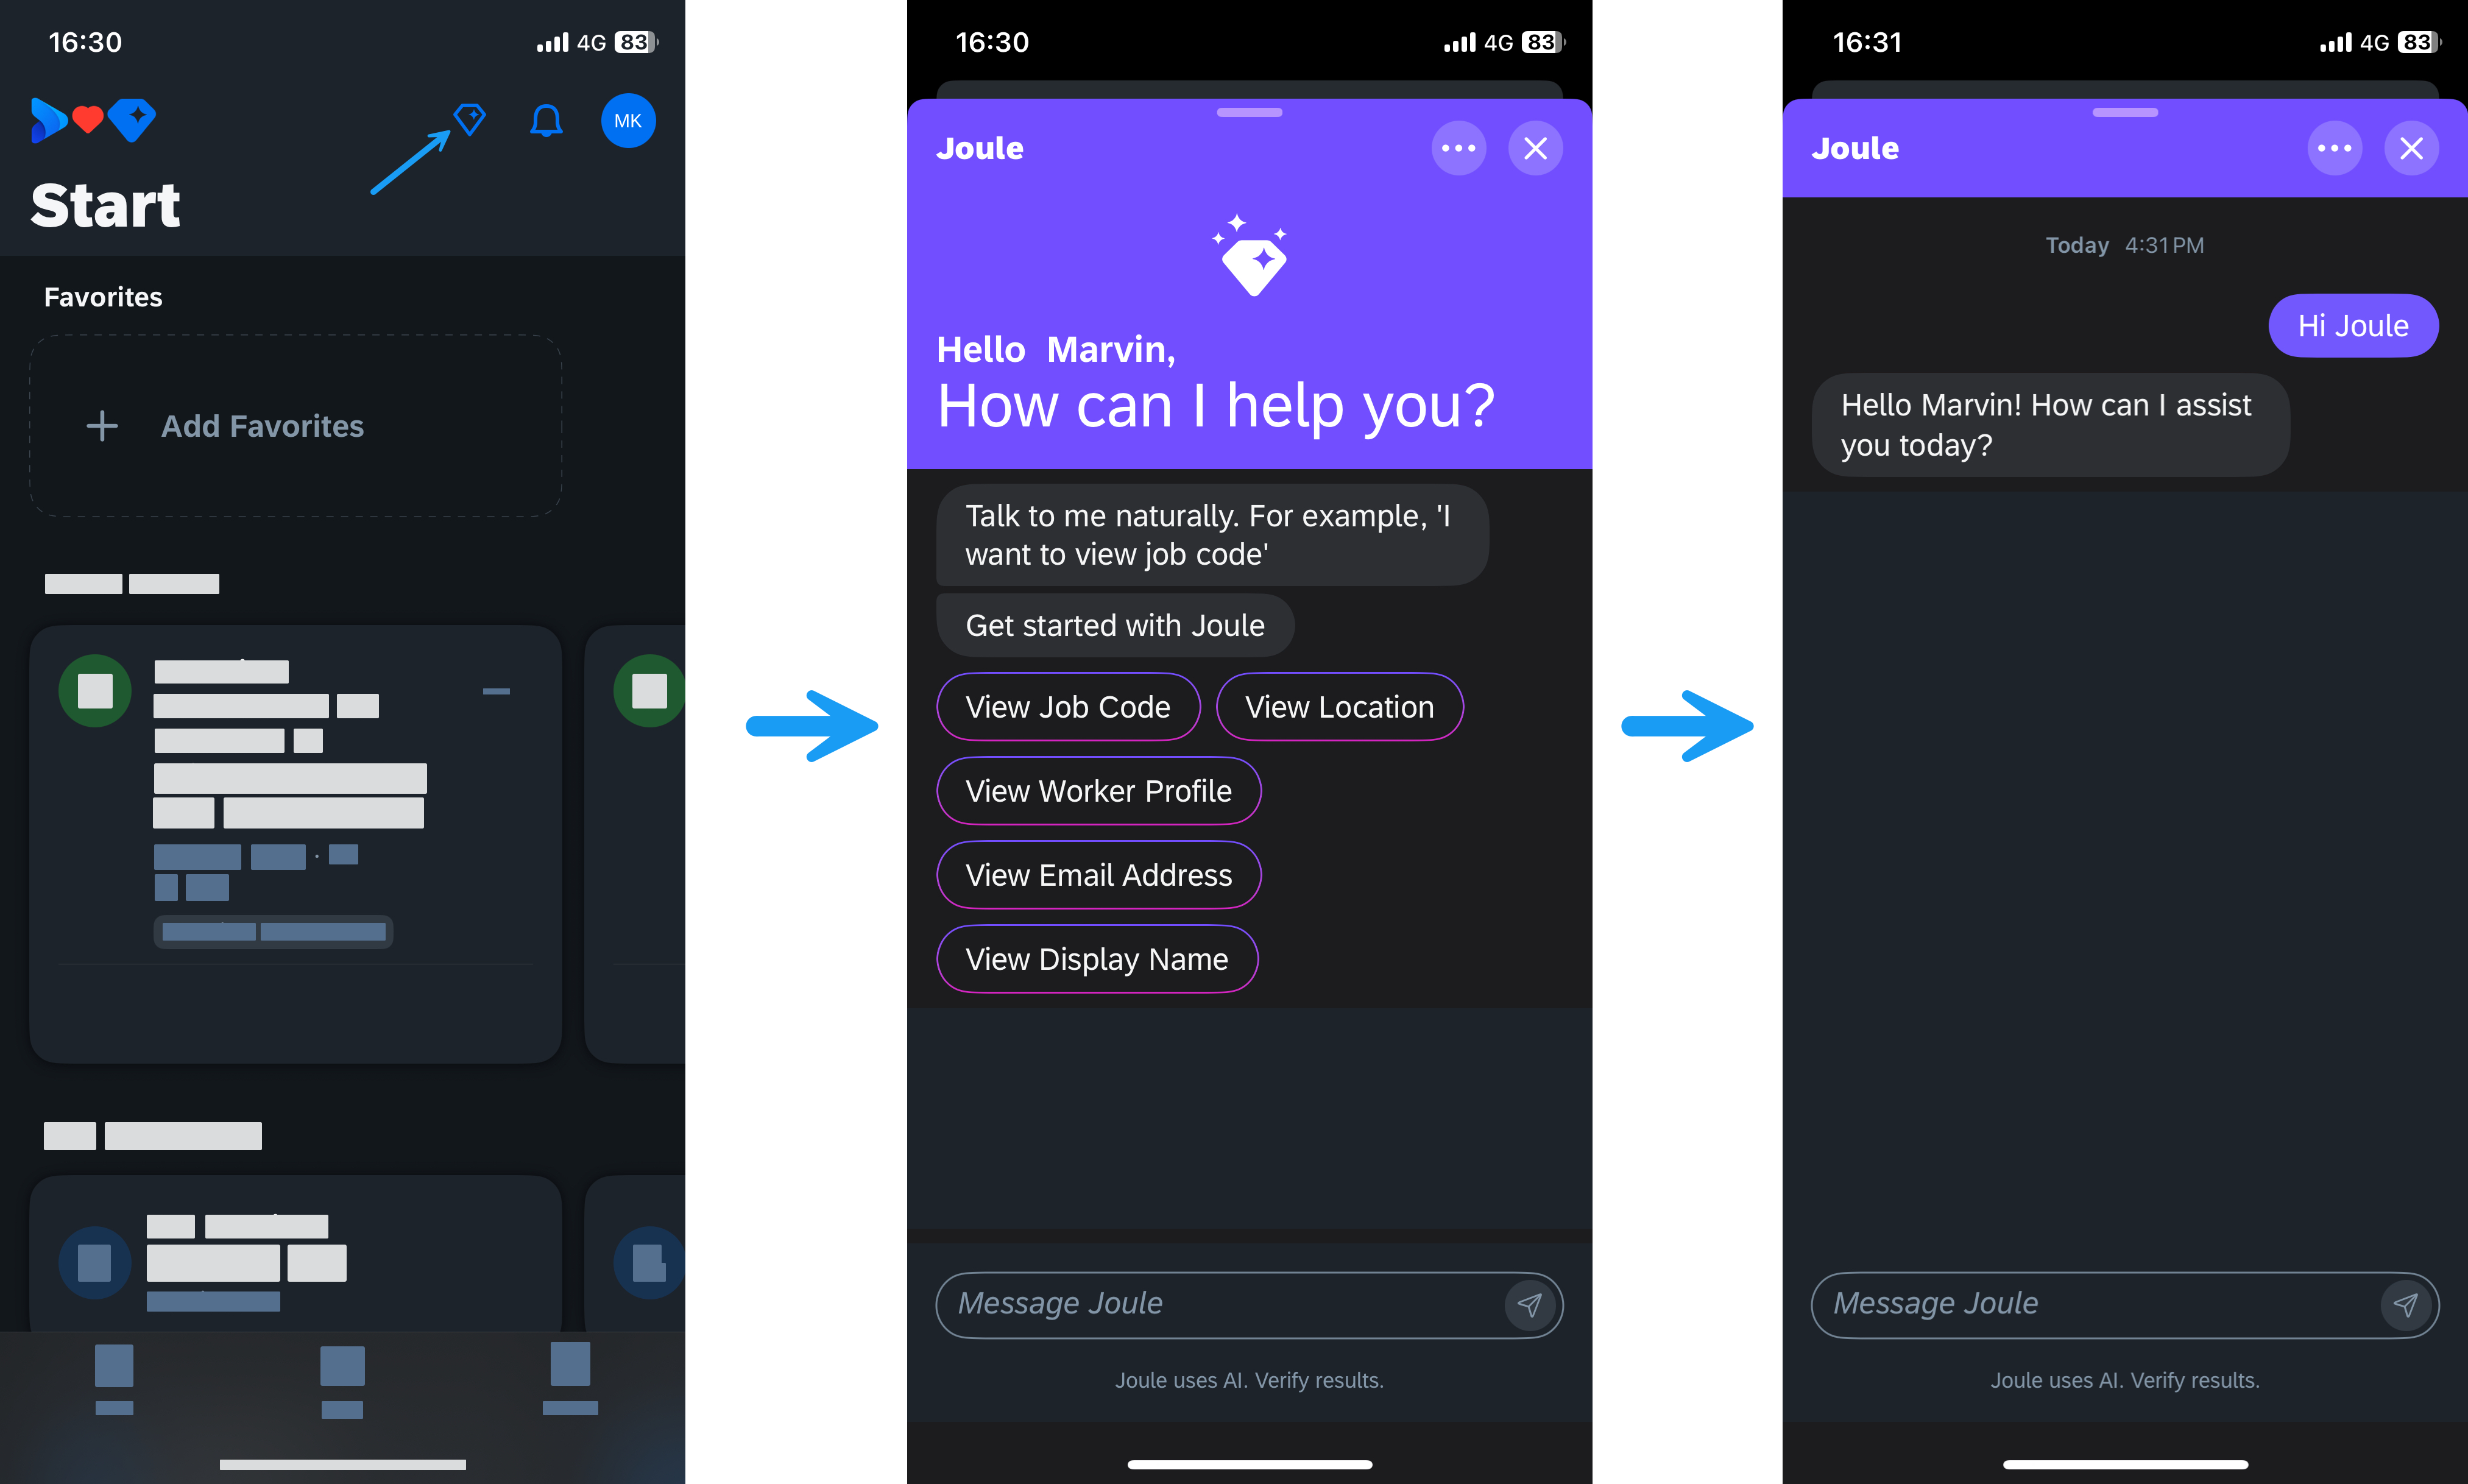 16:30
4G 83
MK
Start
Favorites
Add Favorites
16:30
4G 83
Joule
Hello Marvin,
How can I help you?
Talk to me naturally. For example, 'I
want to view job code'
Get started with Joule
View Job Code
View Location
View Worker Profile
View Email Address
View Display Name
Message Joule
Joule uses AI. Verify results.
16:31
4G 83
Joule
Today 4:31 PM
Hi Joule
Hello Marvin! How can I assist
you today?
Message Joule
Joule uses AI. Verify results.